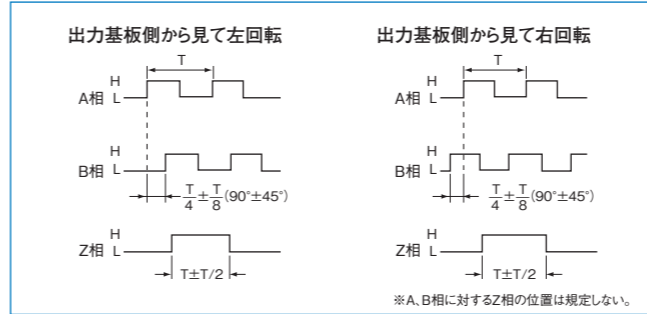 出力基板側から見て左回転
T
H
A相 L
H
B相 L
T/4±T/8(90°±45°)
H
Z相 L
T±T/2
出力基板側から見て右回転
T
H
A相 L
H
B相 L
T/4±T/8(90°±45°)
H
Z相 L
T±T/2
※A、B相に対するZ相の位置は規定しない。